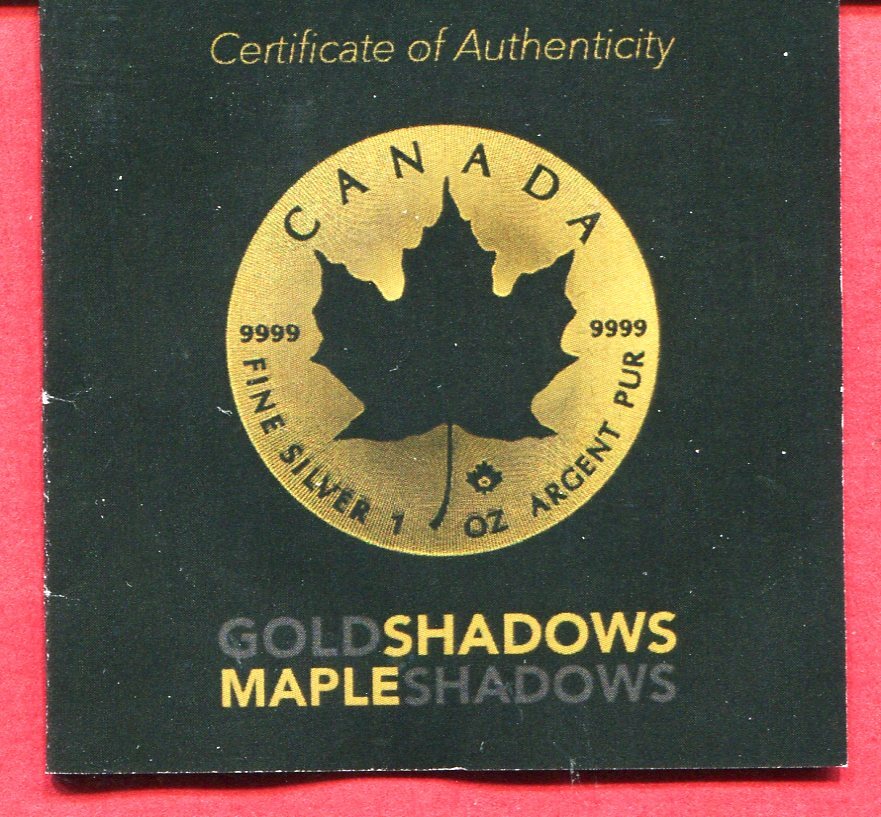 Certificate of Authenticity
CANADA
9999 9999
FINE SILVER 1 OZ ARGENT PUR
GOLDSHADOWS
MAPLESHADOWS